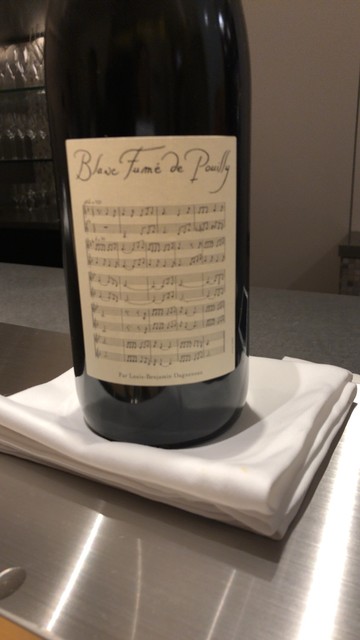 Blanc Fumé de Pouilly
Par Louis-Benjamin Dagueneau